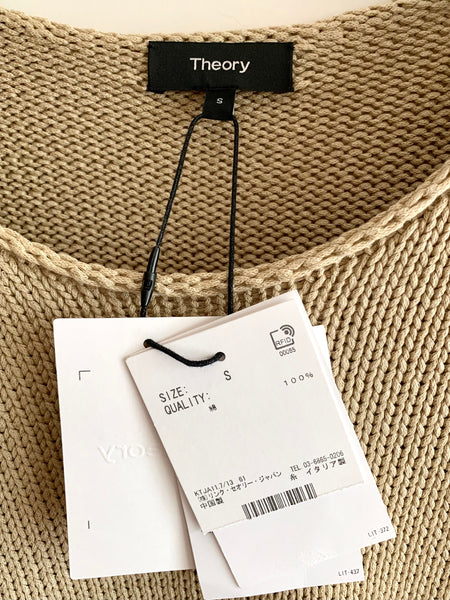 Theory
S
RFID
00085
SIZE: S
QUALITY:
綿 100%
KTJA11.7/13 81
(株)リンク・セオリー・ジャパン TEL 03-6865-0206
中国製 糸 イタリア製
LIT-372
LIT-437